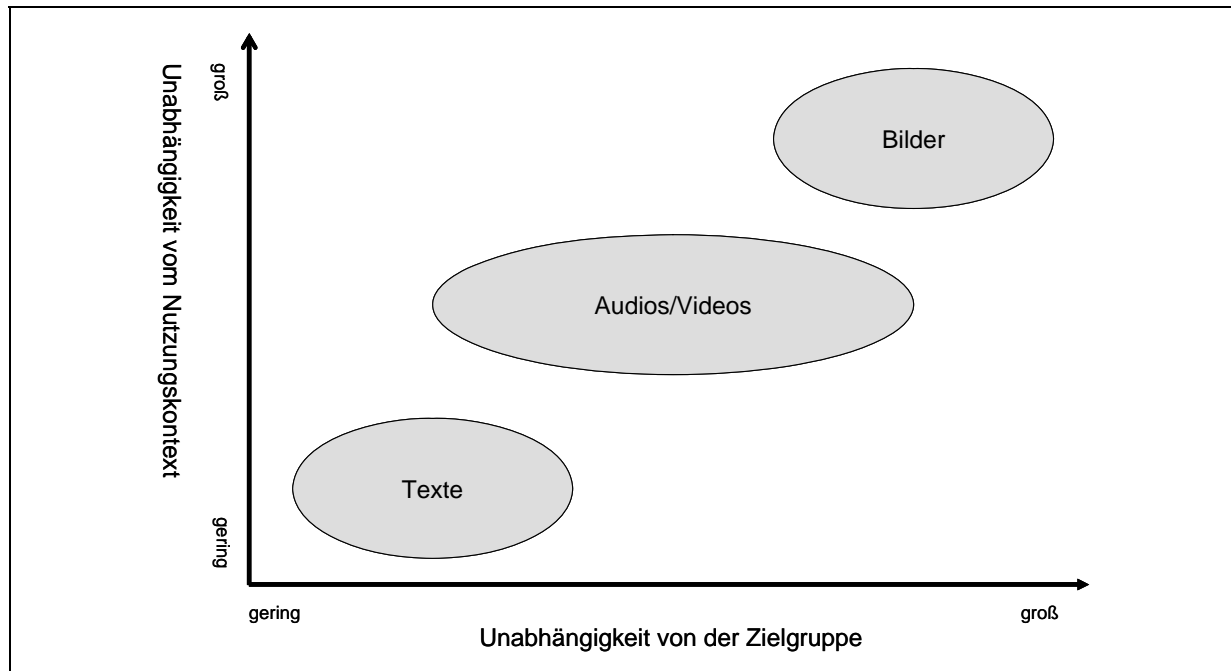 groß
Unabhängigkeit vom Nutzungskontext
gering
Bilder
Audios/Videos
Texte
gering
groß
Unabhängigkeit von der Zielgruppe